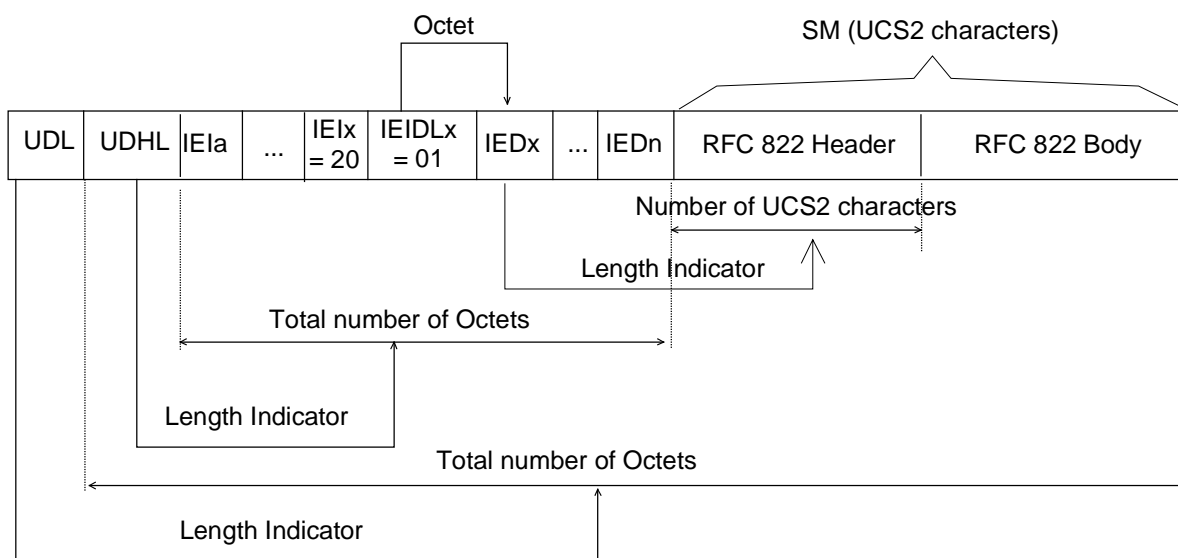 Octet
SM (UCS2 characters)
UDL
UDHL
IEIa
...
IEIx
= 20
IEIDLx
= 01
IEDx
...
IEDn
RFC 822 Header
RFC 822 Body
Number of UCS2 characters
Length Indicator
Total number of Octets
Length Indicator
Total number of Octets
Length Indicator